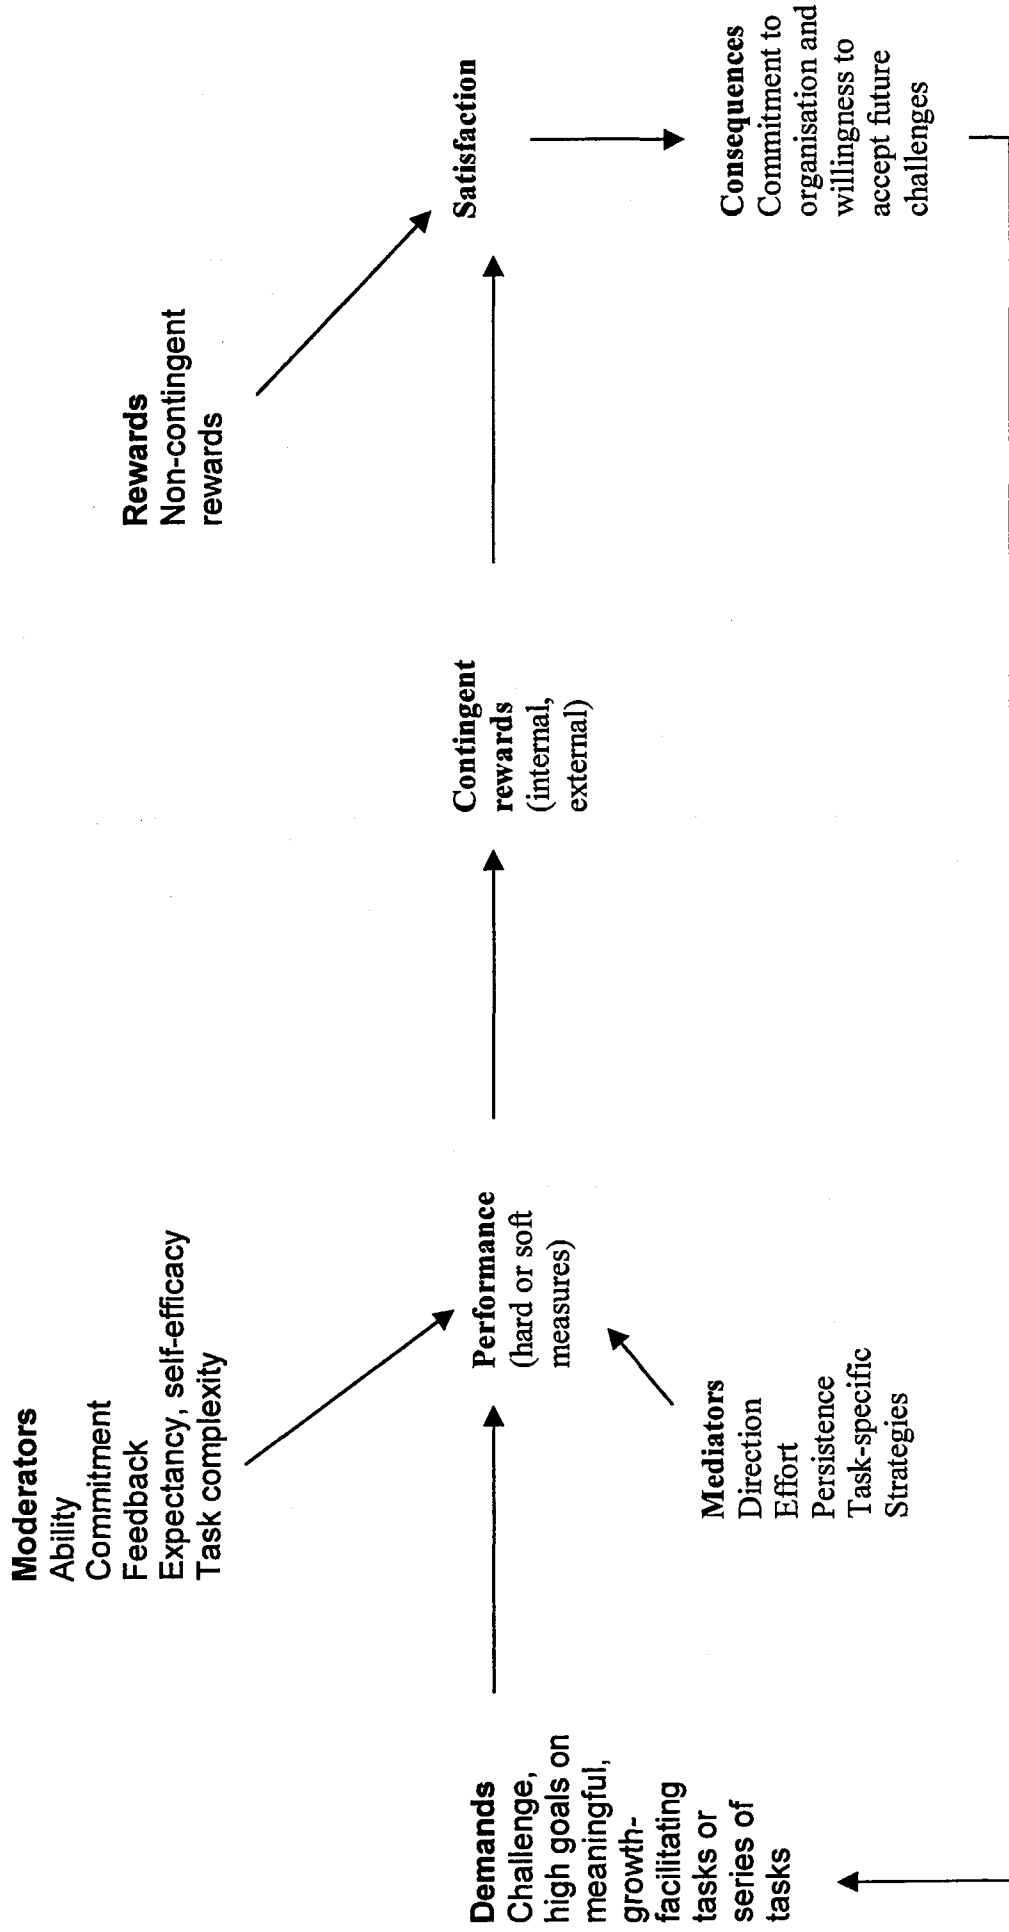 Moderators
Ability
Commitment
Feedback
Expectancy, self-efficacy
Task complexity
Rewards
Non-contingent
rewards
Demands
Challenge,
high goals on
meaningful,
growth-
facilitating
tasks or
series of
tasks
Performance
(hard or soft
measures)
Contingent
rewards
(internal,
external)
Satisfaction
Mediators
Direction
Effort
Persistence
Task-specific
Strategies
Consequences
Commitment to
organisation and
willingness to
accept future
challenges